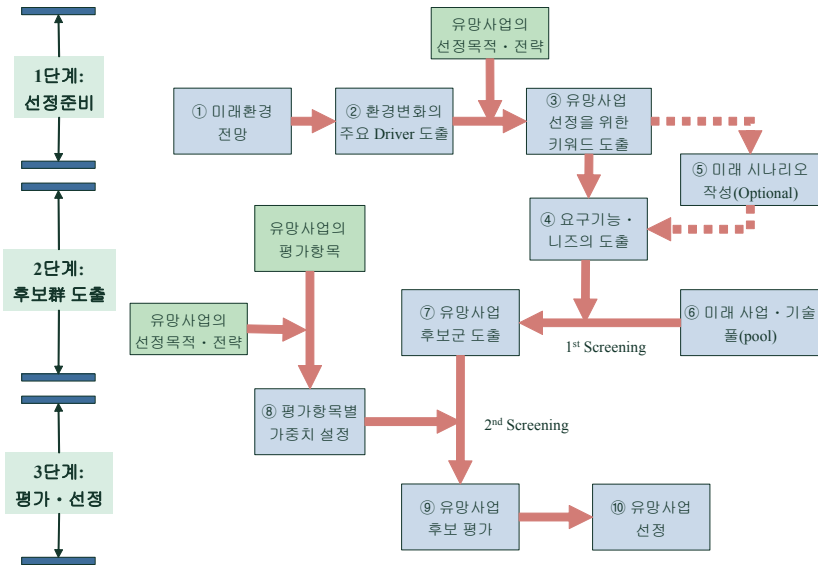 1단계:
선정준비
2단계:
후보群 도출
3단계:
평가・선정
유망사업의
선정목적・전략
① 미래환경
전망
② 환경변화의
주요 Driver 도출
③ 유망사업
선정을 위한
키워드 도출
⑤ 미래 시나리오
작성(Optional)
④ 요구기능・
니즈의 도출
유망사업의
평가항목
유망사업의
선정목적・전략
⑦ 유망사업
후보군 도출
⑥ 미래 사업・기술
풀(pool)
1st Screening
⑧ 평가항목별
가중치 설정
2nd Screening
⑨ 유망사업
후보 평가
⑩ 유망사업
선정